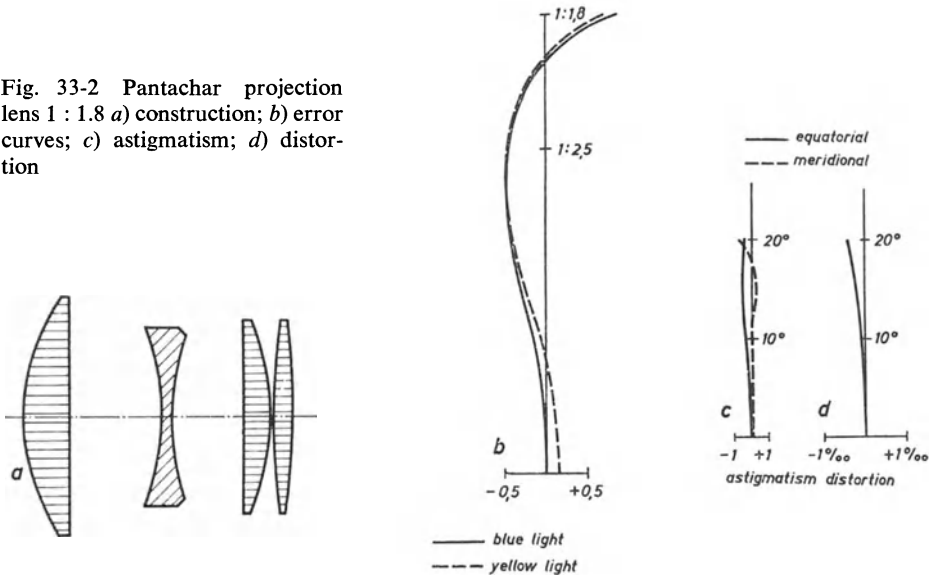 Fig. 33-2 Pantachar projection
lens 1 : 1.8 a) construction; b) error
curves; c) astigmatism; d) distor-
tion
a
1:1,8
1:2,5
b
-0,5 +0,5
blue light
yellow light
equatorial
meridional
20° 20°
10° 10°
c d
-1 +1 -1‰ +1‰
astigmatism distortion